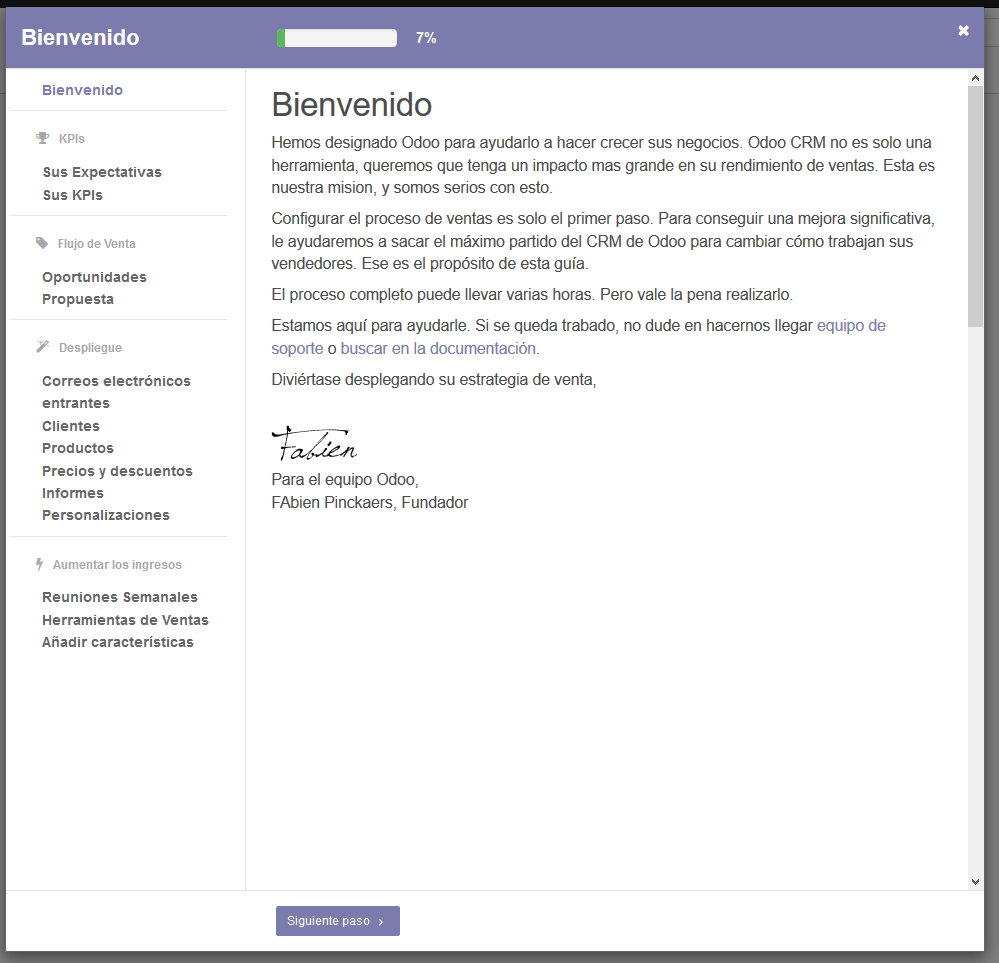 Bienvenido
7%
Bienvenido
KPIs
Sus Expectativas
Sus KPIs
Flujo de Venta
Oportunidades
Propuesta
Despliegue
Correos electrónicos
entrantes
Clientes
Productos
Precios y descuentos
Informes
Personalizaciones
Aumentar los ingresos
Reuniones Semanales
Herramientas de Ventas
Añadir características
Bienvenido
Hemos designado Odoo para ayudarlo a hacer crecer sus negocios. Odoo CRM no es solo una
herramienta, queremos que tenga un impacto mas grande en su rendimiento de ventas. Esta es
nuestra mision, y somos serios con esto.
Configurar el proceso de ventas es solo el primer paso. Para conseguir una mejora significativa,
le ayudaremos a sacar el máximo partido del CRM de Odoo para cambiar cómo trabajan sus
vendedores. Ese es el propósito de esta guía.
El proceso completo puede llevar varias horas. Pero vale la pena realizarlo.
Estamos aquí para ayudarle. Si se queda trabado, no dude en hacernos llegar equipo de
soporte o buscar en la documentación.
Diviértase desplegando su estrategia de venta,
Fabien
Para el equipo Odoo,
FAbien Pinckaers, Fundador
Siguiente paso